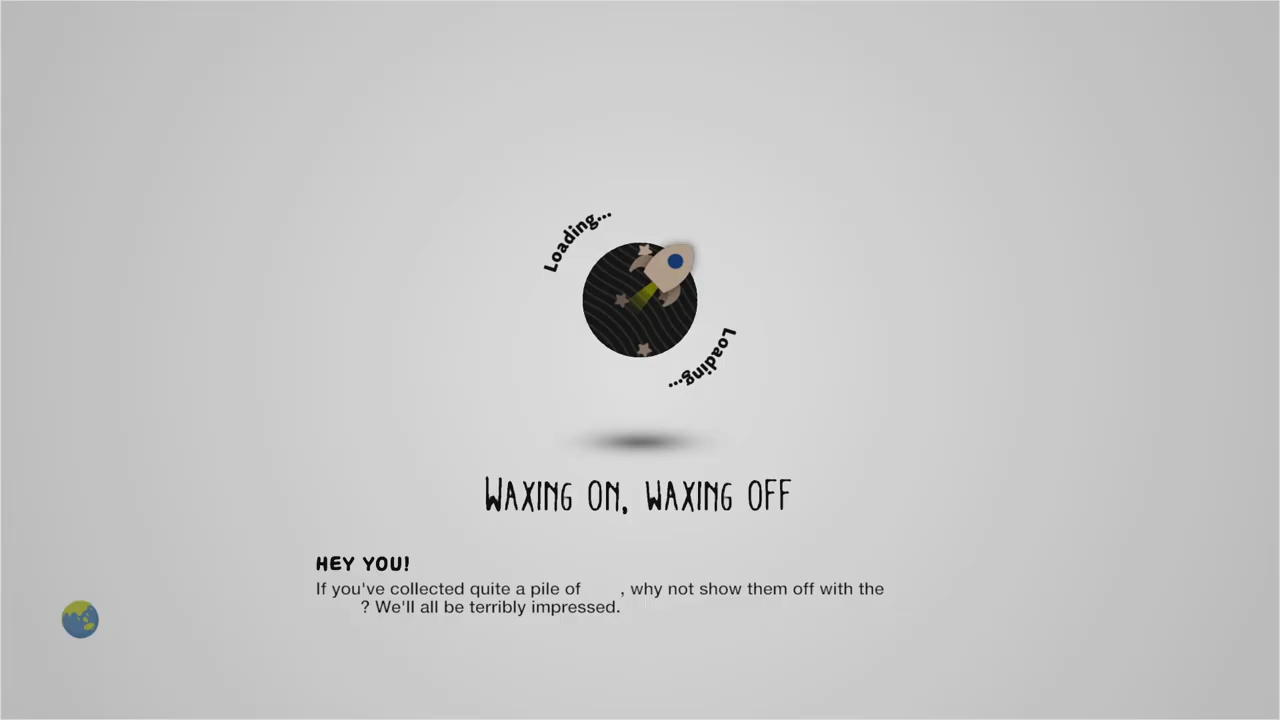 Loading...
Loading...
Waxing on, waxing off
HEY YOU!
If you've collected quite a pile of , why not show them off with the
? We'll all be terribly impressed.